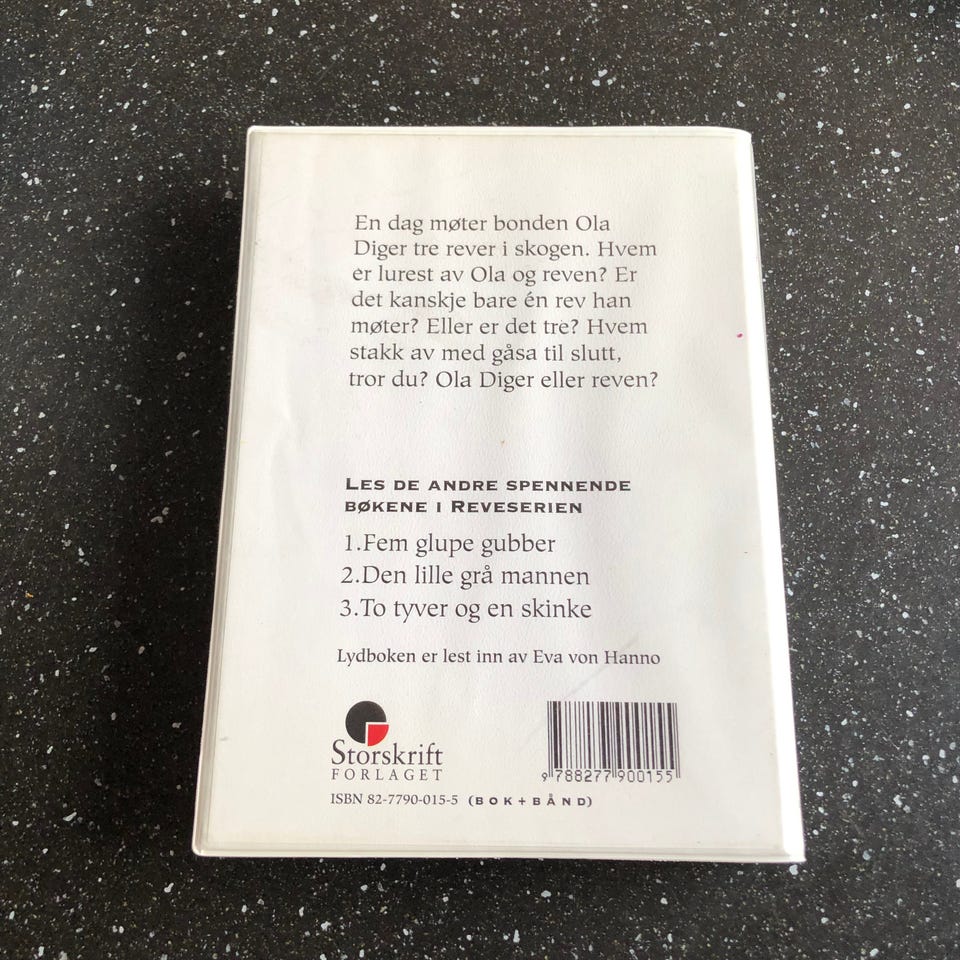 En dag møter bonden Ola
Diger tre rever i skogen. Hvem
er lurest av Ola og reven? Er
det kanskje bare én rev han
møter? Eller er det tre? Hvem
stakk av med gåsa til slutt,
tror du? Ola Diger eller reven?
LES DE ANDRE SPENNENDE
BØKENE I REVESERIEN
1.Fem glupe gubber
2.Den lille grå mannen
3.To tyver og en skinke
Lydboken er lest inn av Eva von Hanno
Storskrift
FORLAGET
ISBN 82-7790-015-5 (BOK+BÅND)
9 788277 900155